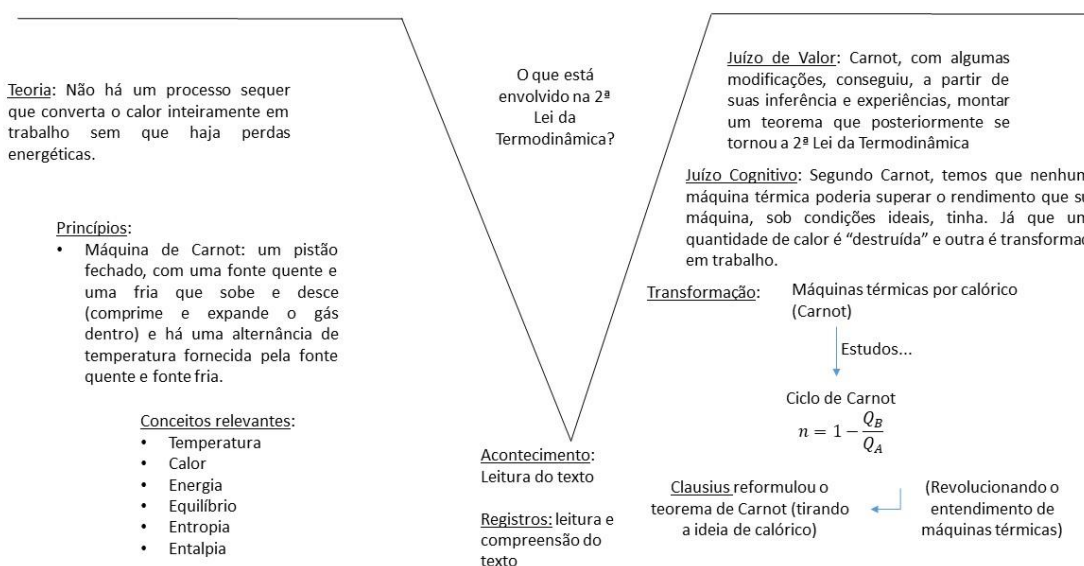 Teoria: Não há um processo sequer
que converta o calor inteiramente em
trabalho sem que haja perdas
energéticas.
Princípios:
• Máquina de Carnot: um pistão
fechado, com uma fonte quente e
uma fria que sobe e desce
(comprime e expande o gás
dentro) e há uma alternância de
temperatura fornecida pela fonte
quente e fonte fria.
Conceitos relevantes:
• Temperatura
• Calor
• Energia
• Equilíbrio
• Entropia
• Entalpia
O que está
envolvido na 2ª
Lei da
Termodinâmica?
Acontecimento:
Leitura do texto
Registros: leitura e
compreensão do
texto
Juízo de Valor: Carnot, com algumas
modificações, conseguiu, a partir de
suas inferência e experiências, montar
um teorema que posteriormente se
tornou a 2ª Lei da Termodinâmica
Juízo Cognitivo: Segundo Carnot, temos que
máquina térmica poderia superar o rendimento que
máquina, sob condições ideais, tinha. Já que
quantidade de calor é “destruída” e outra é
em trabalho.
Transformação:
Máquinas térmicas por calórico
(Carnot)
Estudos...
Ciclo de Carnot
n = 1 − Q_B/Q_A
(Revolucionando o
entendimento de
máquinas térmicas)
Clausius reformulou o
teorema de Carnot (tirando
a ideia de calórico)